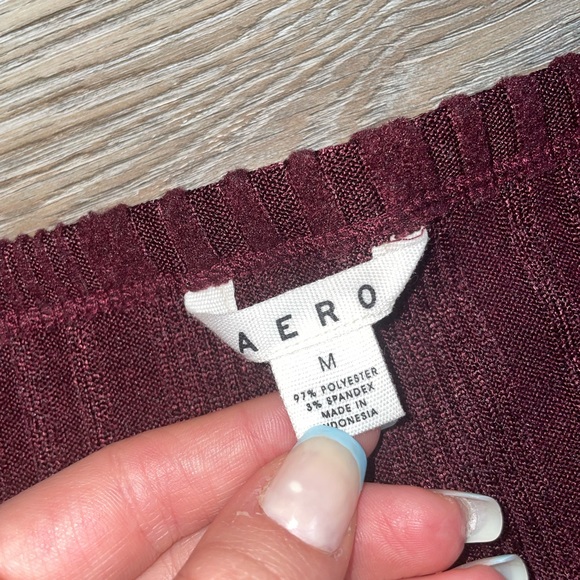 AERO
M
97% POLYESTER
3% SPANDEX
MADE IN
INDONESIA